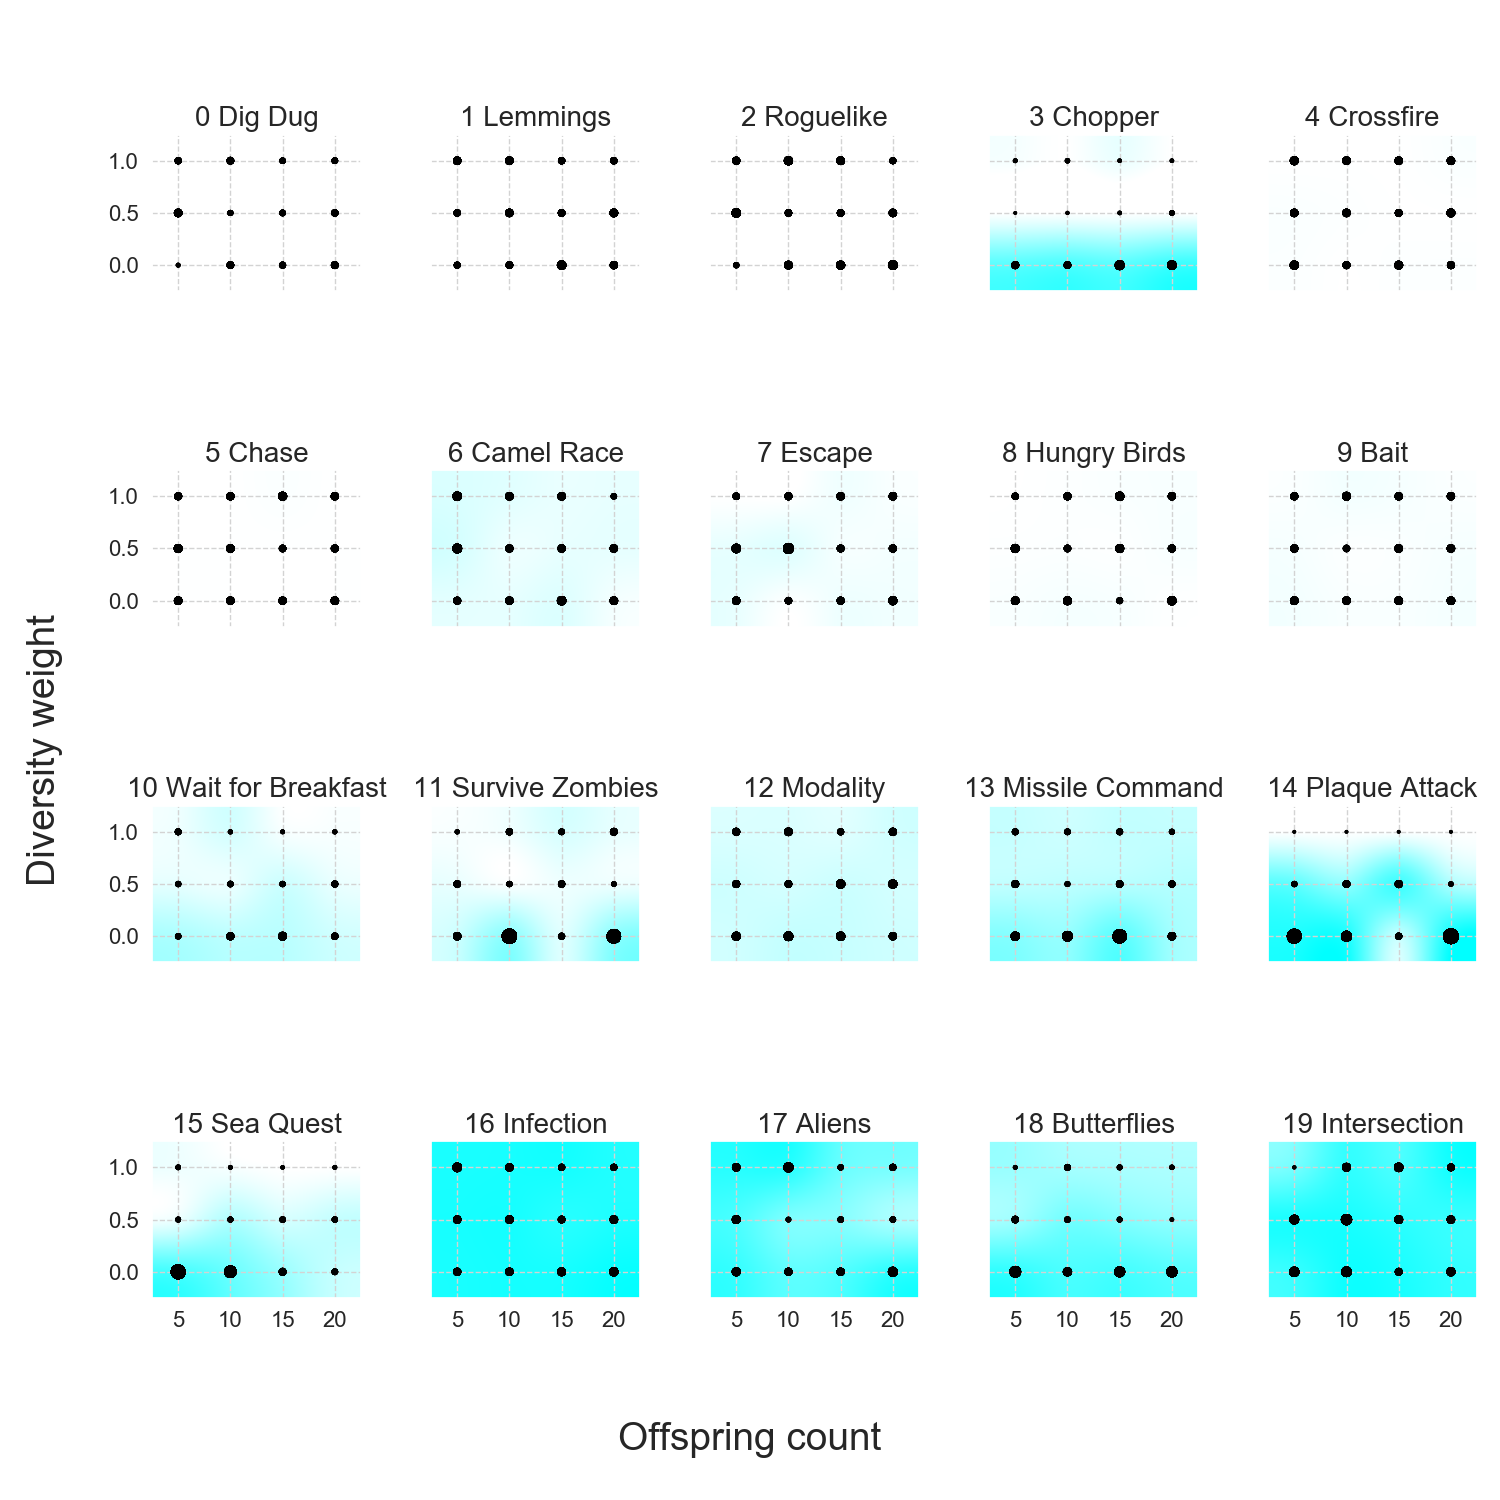 0 Dig Dug
1 Lemmings
2 Roguelike
3 Chopper
4 Crossfire
1.0
0.5
0.0
5 Chase
6 Camel Race
7 Escape
8 Hungry Birds
9 Bait
1.0
0.5
0.0
Diversity weight
10 Wait for Breakfast
11 Survive Zombies
12 Modality
13 Missile Command
14 Plaque Attack
1.0
0.5
0.0
15 Sea Quest
16 Infection
17 Aliens
18 Butterflies
19 Intersection
1.0
0.5
0.0
5 10 15 20
5 10 15 20
5 10 15 20
5 10 15 20
5 10 15 20
Offspring count